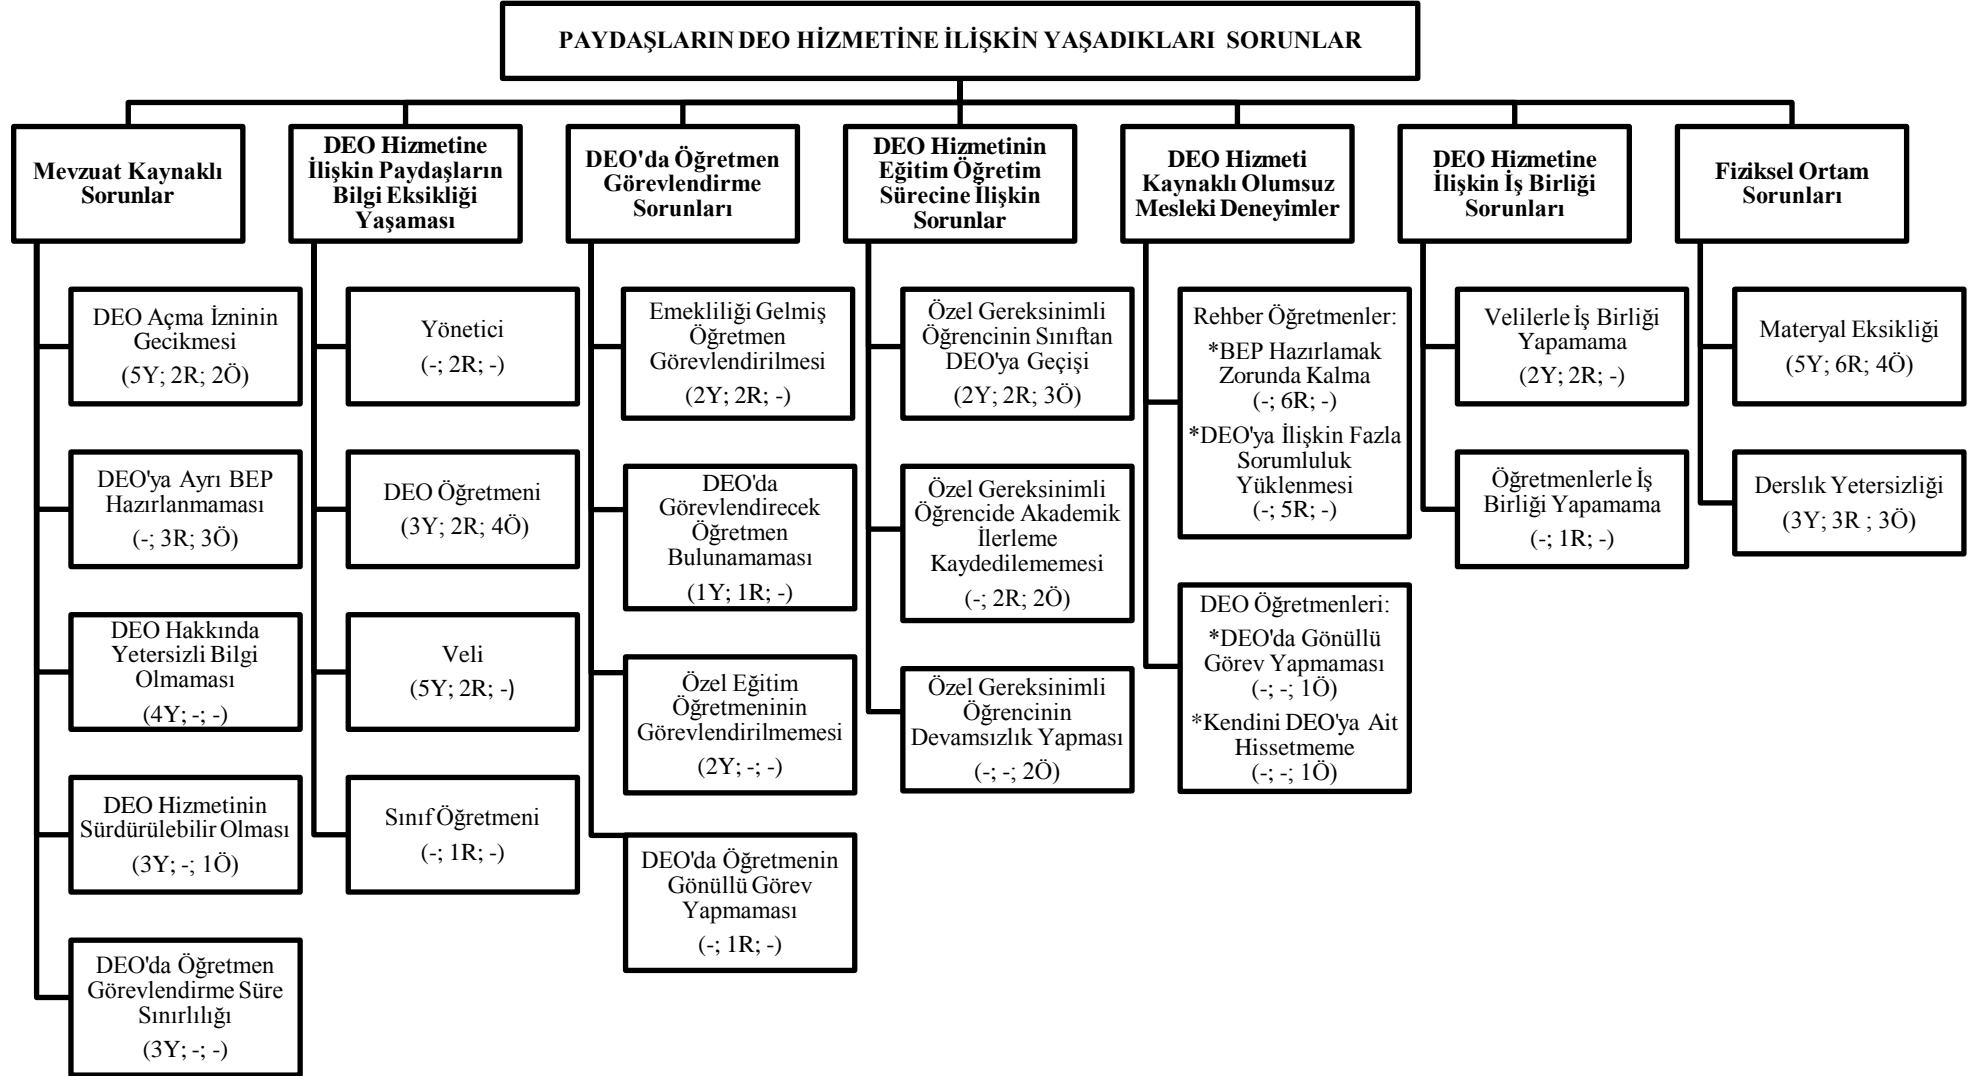 PAYDAŞLARIN DEO HİZMETİNE İLİŞKİN YAŞADIKLARI SORUNLAR
Mevzuat Kaynaklı
Sorunlar
DEO Açma İzninin
Gecikmesi
(5Y; 2R; 2Ö)
DEO'ya Ayrı BEP
Hazırlanmaması
(-; 3R; 3Ö)
DEO Hakkında
Yetersizli Bilgi
Olmaması
(4Y; -; -)
DEO Hizmetinin
Sürdürülebilir Olması
(3Y; -; 1Ö)
DEO'da Öğretmen
Görevlendirme Süre
Sınırlılığı
(3Y; -; -)
DEO Hizmetine
İlişkin Paydaşların
Bilgi Eksikliği
Yaşaması
Yönetici
(-; 2R; -)
DEO Öğretmeni
(3Y; 2R; 4Ö)
Veli
(5Y; 2R; -)
Sınıf Öğretmeni
(-; 1R; -)
DEO'da Öğretmen
Görevlendirme
Sorunları
Emekliliği Gelmiş
Öğretmen
Görevlendirilmesi
(2Y; 2R; -)
DEO'da
Görevlendirecek
Öğretmen
Bulunamaması
(1Y; 1R; -)
Özel Eğitim
Öğretmeninin
Görevlendirilmemesi
(2Y; -; -)
DEO'da Öğretmenin
Gönüllü Görev
Yapmaması
(-; 1R; -)
DEO Hizmetinin
Eğitim Öğretim
Sürecine İlişkin
Sorunlar
Özel Gereksinimli
Öğrencinin Sınıftan
DEO'ya Geçişi
(2Y; 2R; 3Ö)
Özel Gereksinimli
Öğrencide Akademik
İlerleme
Kaydedilememesi
(-; 2R; 2Ö)
Özel Gereksinimli
Öğrencinin
Devamsızlık Yapması
(-; -; 2Ö)
DEO Hizmeti
Kaynaklı Olumsuz
Mesleki Deneyimler
Rehber Öğretmenler:
*BEP Hazırlamak
Zorunda Kalma
(-; 6R; -)
*DEO'ya İlişkin Fazla
Sorumluluk
Yüklenmesi
(-; 5R; -)
DEO Öğretmenleri:
*DEO'da Gönüllü
Görev Yapmaması
(-; -; 1Ö)
*Kendini DEO'ya Ait
Hissetmeme
(-; -; 1Ö)
DEO Hizmetine
İlişkin İş Birliği
Sorunları
Velilerle İş Birliği
Yapamama
(2Y; 2R; -)
Öğretmenlerle İş
Birliği Yapamama
(-; 1R; -)
Fiziksel Ortam
Sorunları
Materyal Eksikliği
(5Y; 6R; 4Ö)
Derslık Yetersizliği
(3Y; 3R ; 3Ö)